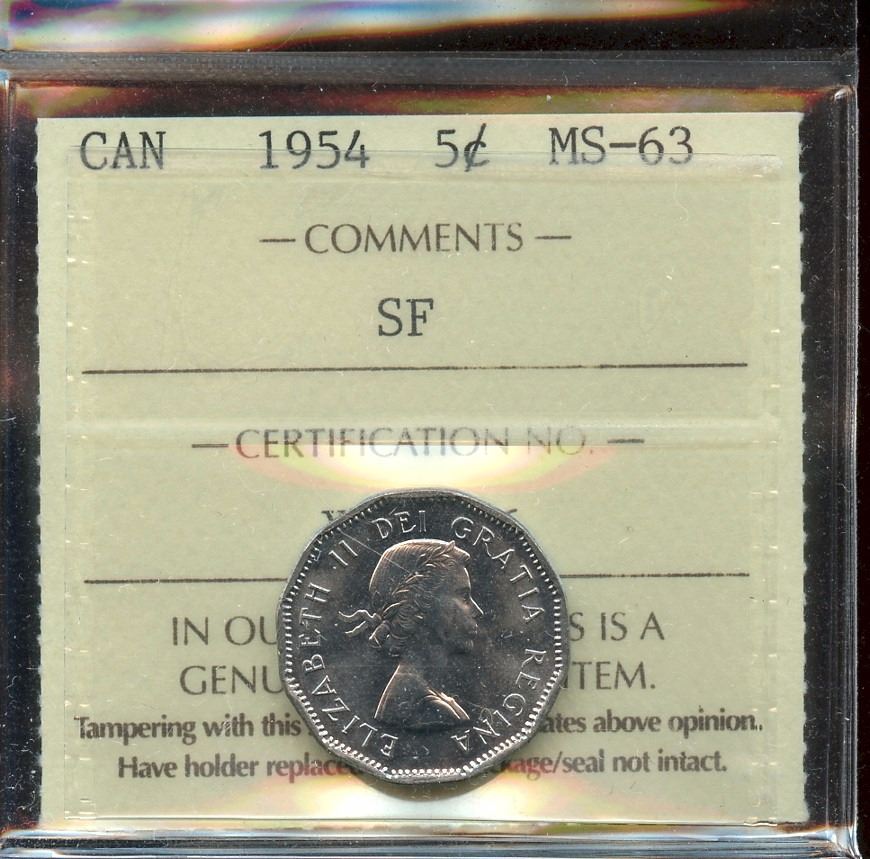 CAN 1954 5¢ MS-63
— COMMENTS —
SF
— CERTIFICATION NO. —
ELIZABETH II DEI GRATIA REGINA
IN OU S IS A
GENU ITEM.
Tampering with this ates above opinion..
Have holder replace kage/seal not intact.